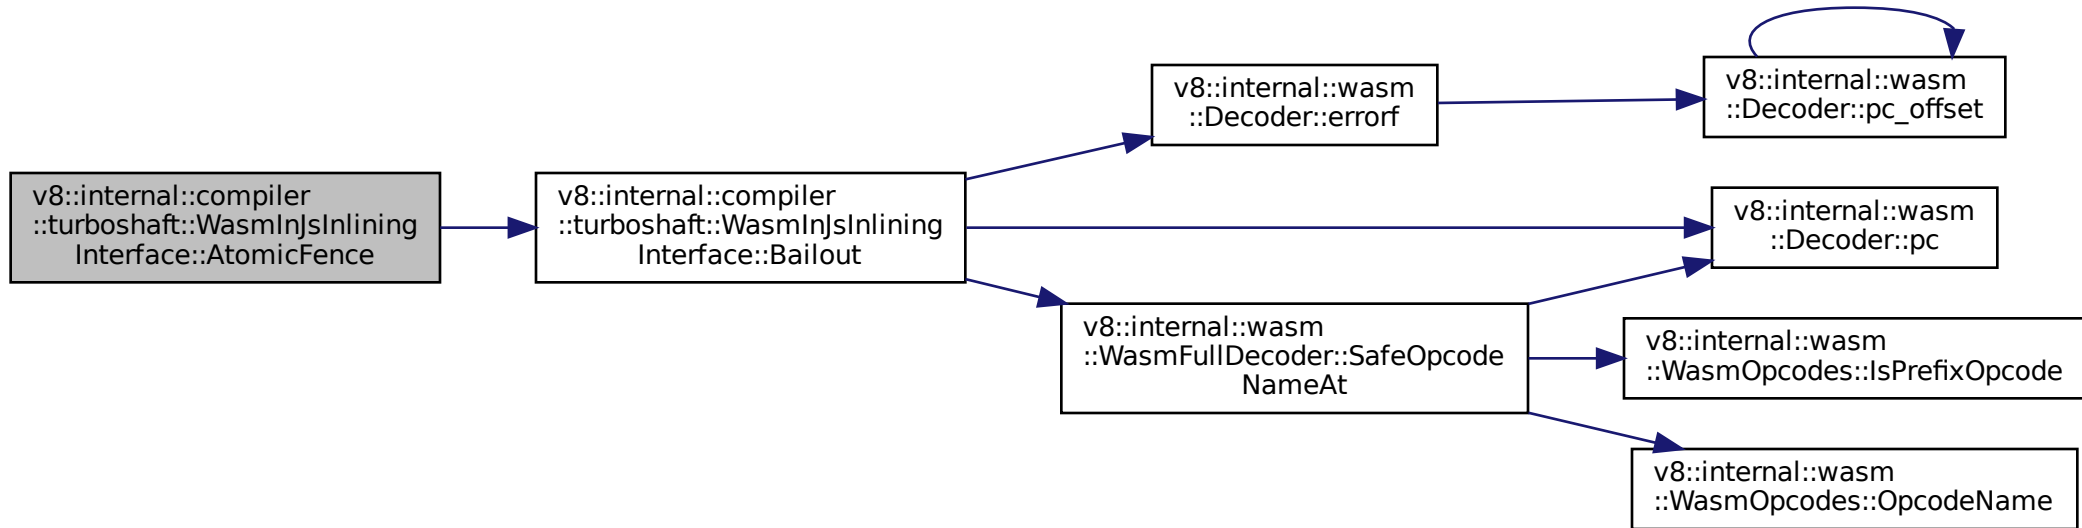 v8::internal::compiler
::turboshaft::WasmInJsInlining
Interface::AtomicFence
v8::internal::compiler
::turboshaft::WasmInJsInlining
Interface::Bailout
v8::internal::wasm
::Decoder::errorf
v8::internal::wasm
::Decoder::pc_offset
v8::internal::wasm
::Decoder::pc
v8::internal::wasm
::WasmFullDecoder::SafeOpcode
NameAt
v8::internal::wasm
::WasmOpcodes::IsPrefixOpcode
v8::internal::wasm
::WasmOpcodes::OpcodeName